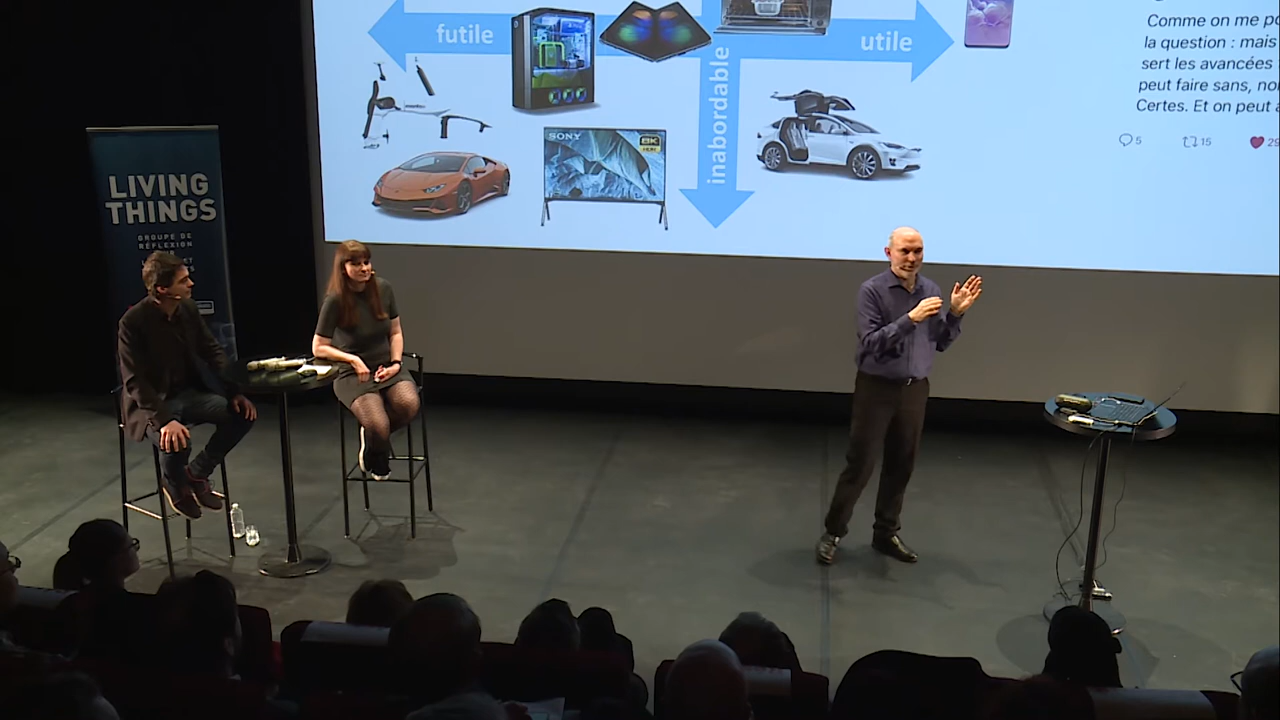 futile
utile
inabordable
SONY
8K
HDR
Comme on me po
la question : mais
sert les avancées
peut faire sans, no
Certes. Et on peut a
5
15
29
LIVING
THINGS
GROUPE DE
RÉFLEXION